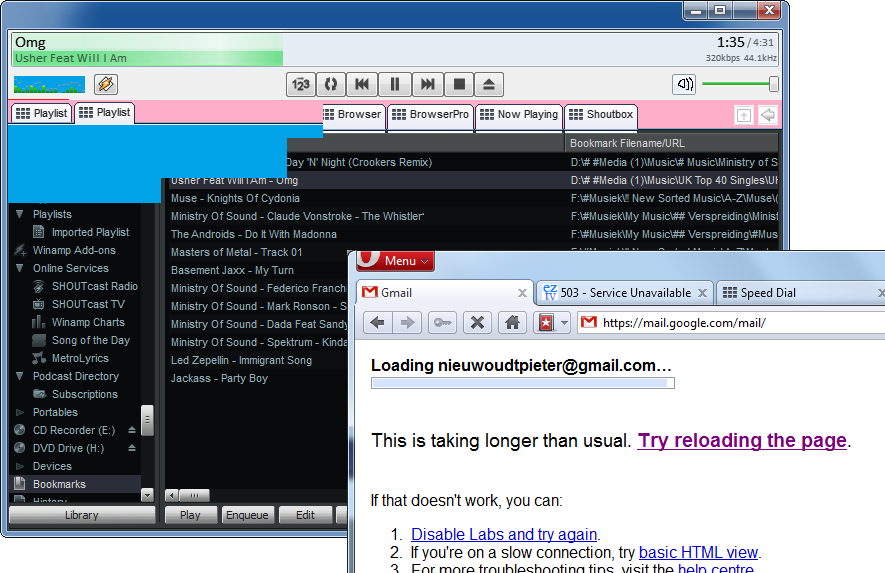 Omg
Usher Feat Will I Am
1:35 / 4:31
320kbps 44.1kHz
123
Playlist
Playlist
Browser
BrowserPro
Now Playing
Shoutbox
Bookmark Filename/URL
Day 'N' Night (Crookers Remix)
D:\# #Media (1)\Music\# Music\Ministry of S
Usher Feat Will I Am - Omg
D:\# #Media (1)\Music\UK Top 40 Singles\UK
Muse - Knights Of Cydonia
F:\#Musiek\!! New Sorted Music\A-Z\Muse\(
Ministry Of Sound - Claude Vonstroke - The Whistler'
F:\#Musiek\My Music\## Verspreiding\Minist
The Androids - Do It With Madonna
F:\#Musiek\My Music\## Verspreiding\Music
Masters of Metal - Track 01
Basement Jaxx - My Turn
Ministry Of Sound - Federico Franchi
Ministry Of Sound - Mark Ronson - S
Ministry Of Sound - Dada Feat Sandy
Ministry Of Sound - Spektrum - Kinda
Led Zepellin - Immigrant Song
Jackass - Party Boy
Playlists
Imported Playlist
Winamp Add-ons
Online Services
SHOUTcast Radio
SHOUTcast TV
Winamp Charts
Song of the Day
MetroLyrics
Podcast Directory
Subscriptions
Portables
CD Recorder (E:)
DVD Drive (H:)
Devices
Bookmarks
History
Library
Play
Enqueue
Edit
Menu
Gmail
ez tv
503 - Service Unavailable
Speed Dial
https://mail.google.com/mail/
Loading nieuwoudtpieter@gmail.com…
This is taking longer than usual. Try reloading the page.
If that doesn't work, you can:
1. Disable Labs and try again.
2. If you're on a slow connection, try basic HTML view.
3. For more troubleshooting tips, visit the help centre.